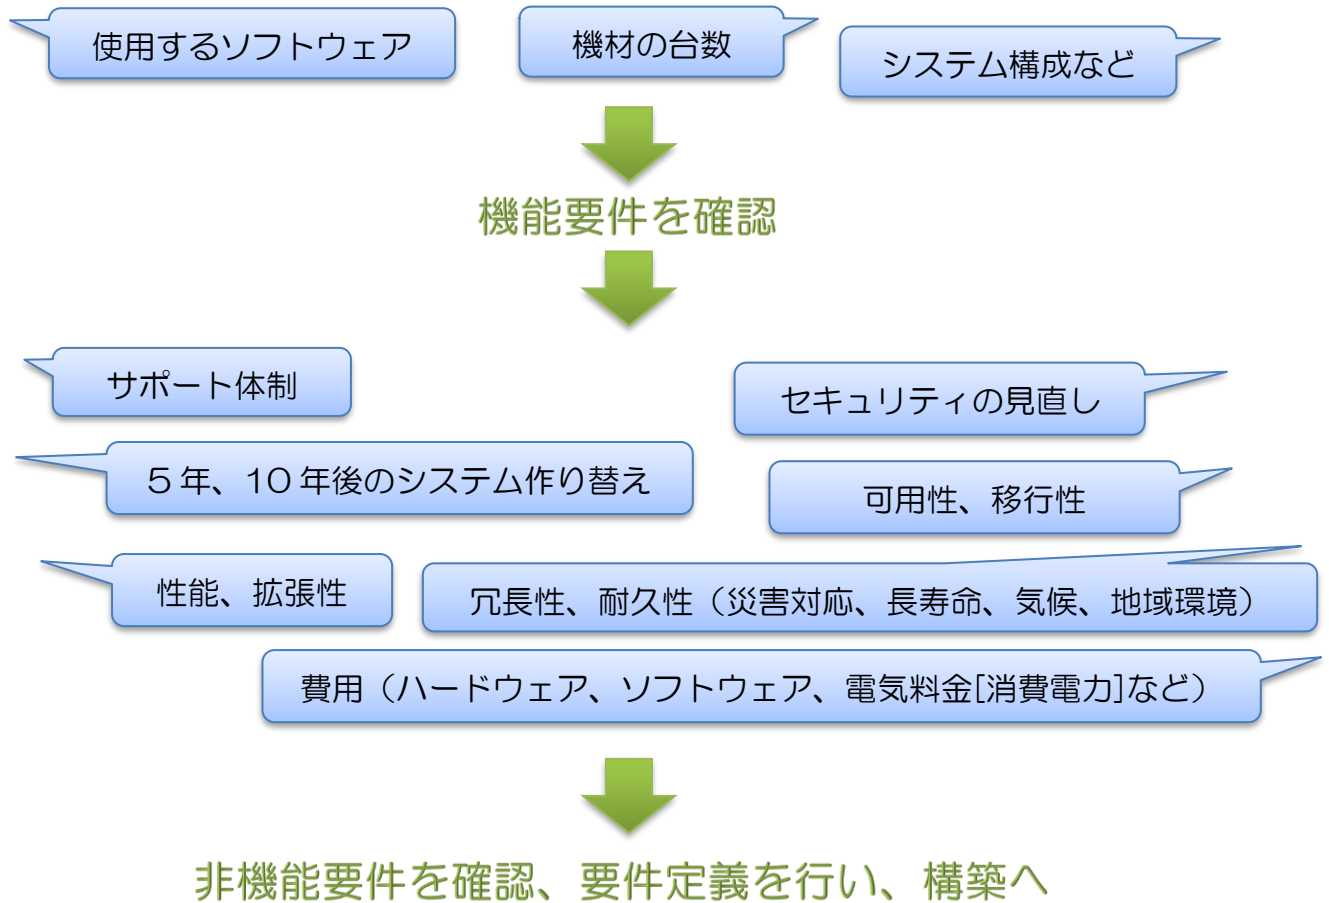 使用するソフトウェア
機材の台数
システム構成など
機能要件を確認
サポート体制
セキュリティの見直し
5年、10年後のシステム作り替え
可用性、移行性
性能、拡張性
冗長性、耐久性（災害対応、長寿命、気候、地域環境）
費用（ハードウェア、ソフトウェア、電気料金[消費電力]など）
非機能要件を確認、要件定義を行い、構築へ